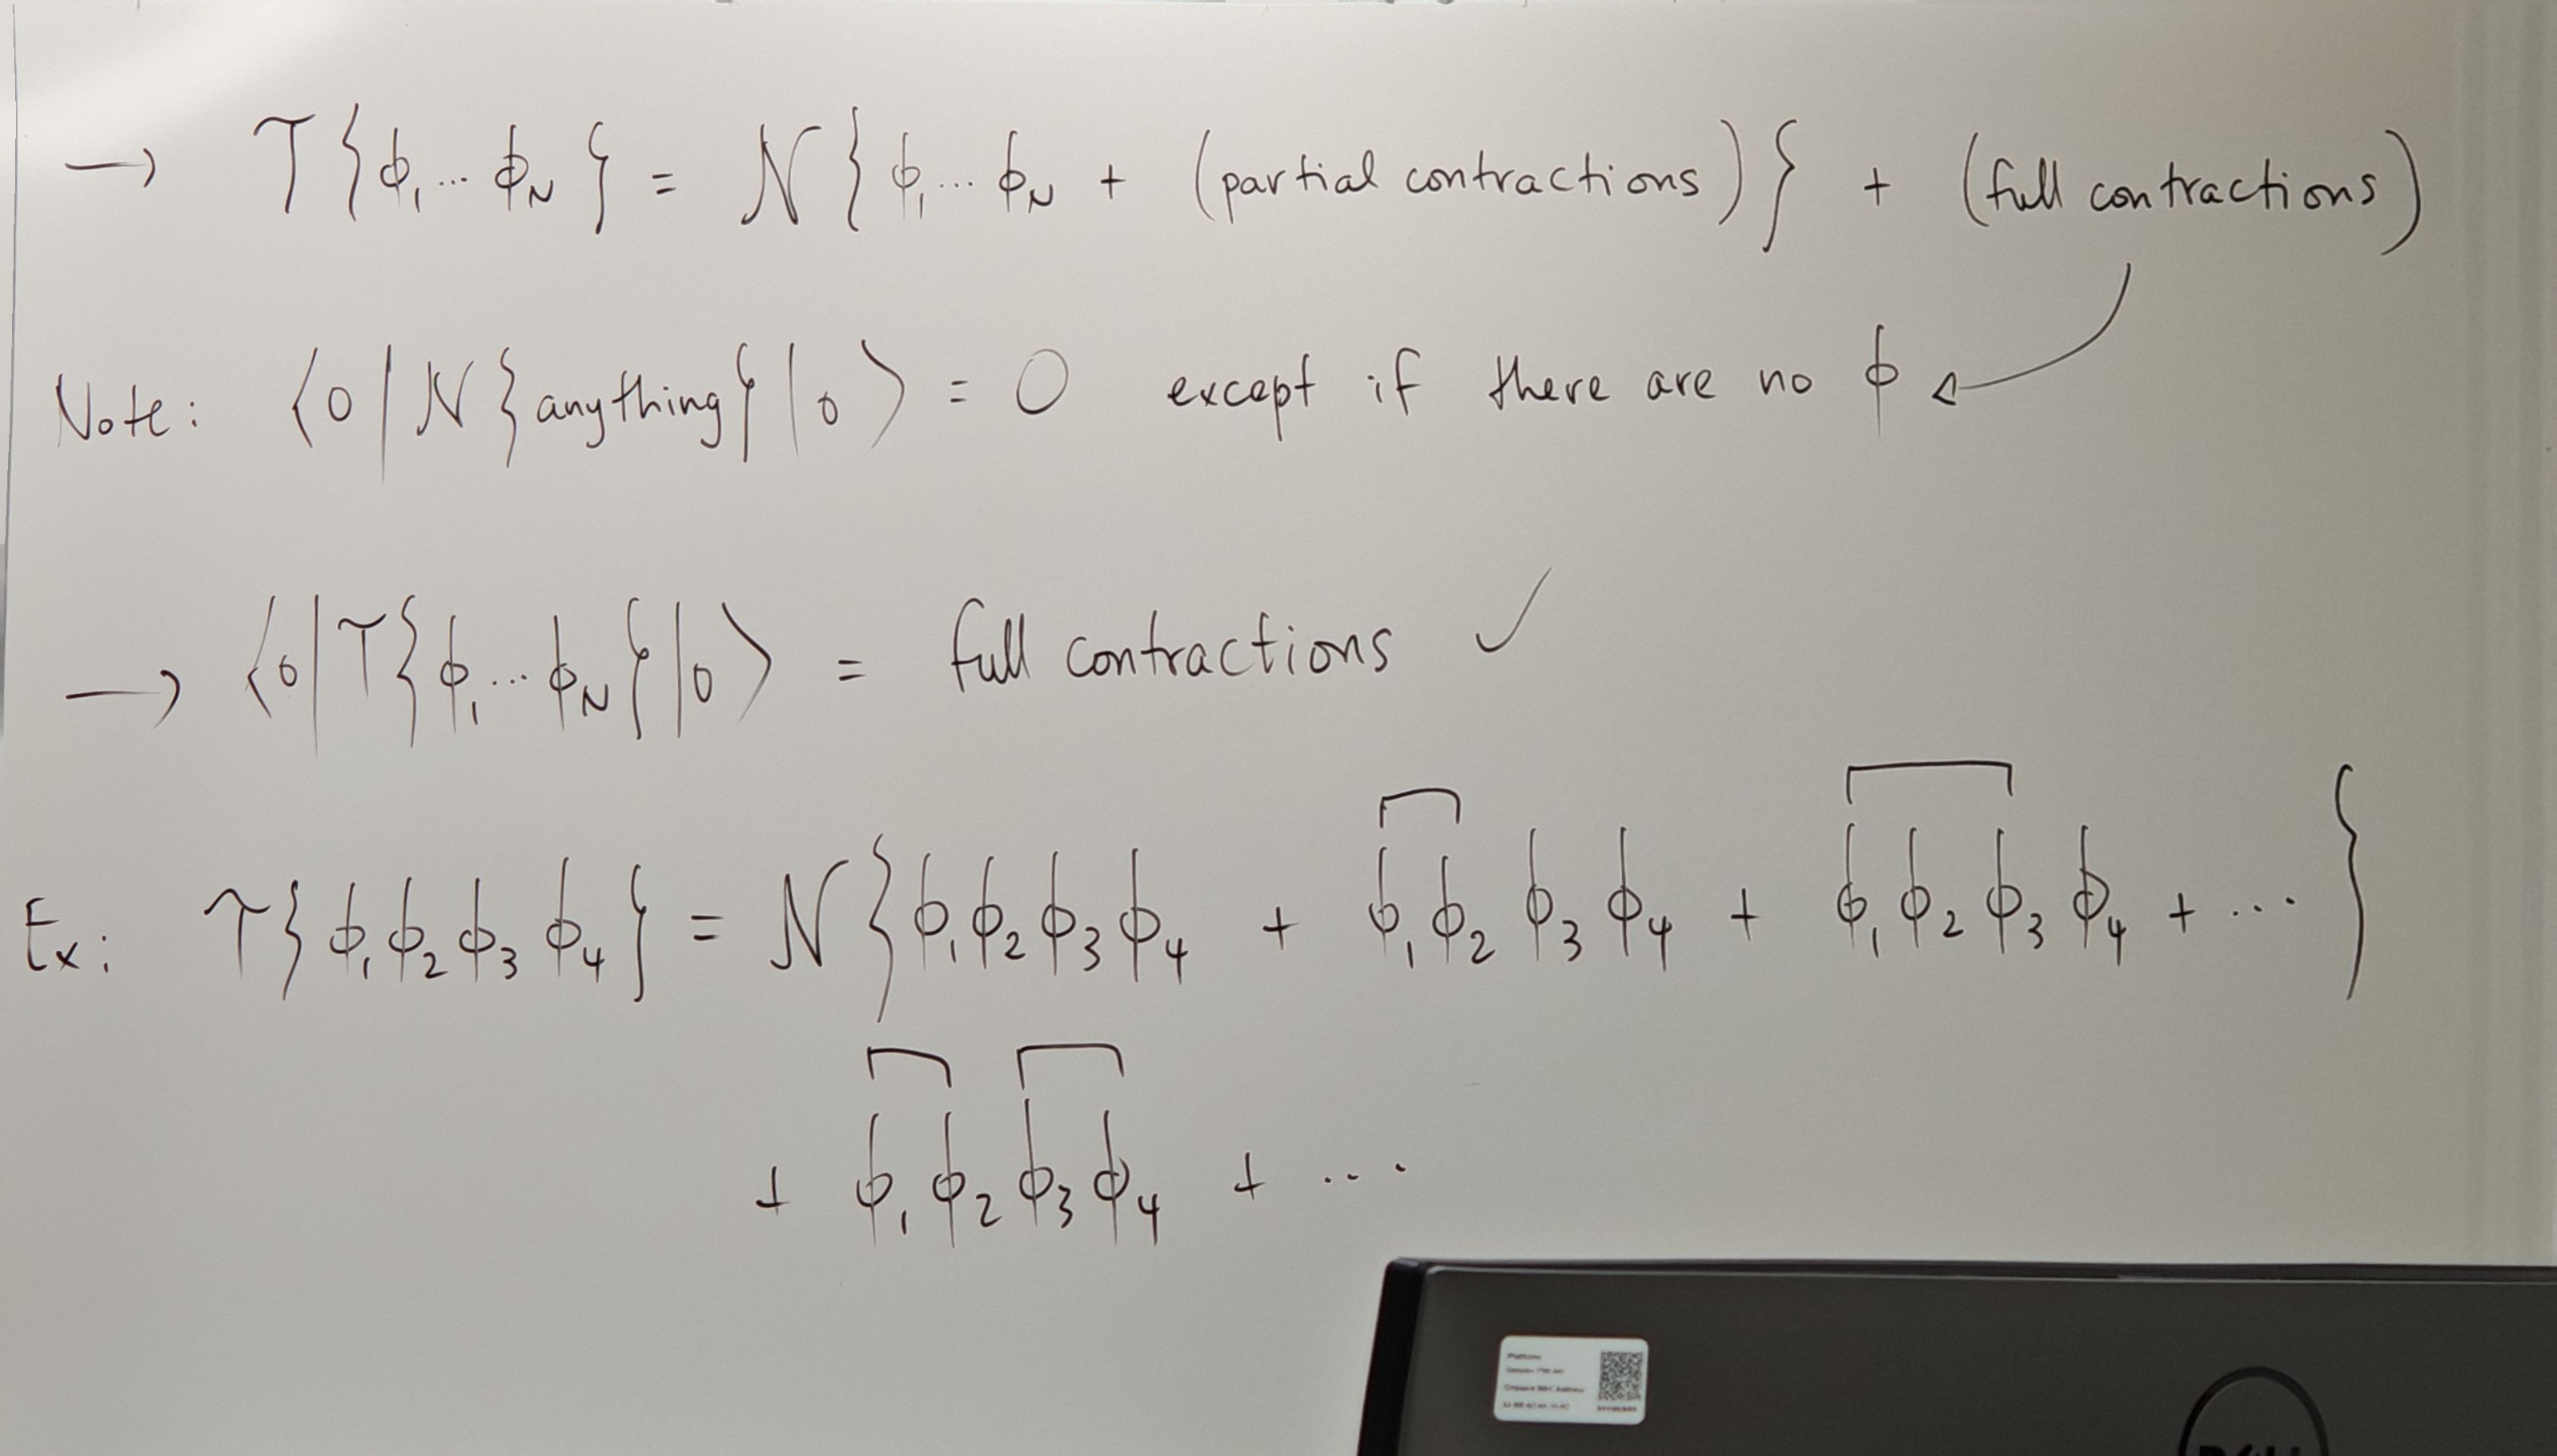 → T{ϕ₁...ϕ_N} = N{ϕ₁...ϕ_N + (partial contractions)} + (full contractions)
Note: ⟨0|N{anything}|0⟩ = 0 except if there are no ϕ
→ ⟨0|T{ϕ₁...ϕ_N}|0⟩ = full contractions ✓
Ex: T{ϕ₁ϕ₂ϕ₃ϕ₄} = N{ϕ₁ϕ₂ϕ₃ϕ₄ + ϕ₁ϕ₂ϕ₃ϕ₄ + ϕ₁ϕ₂ϕ₃ϕ₄ + ...}
+ ϕ₁ϕ₂ϕ₃ϕ₄ + ...